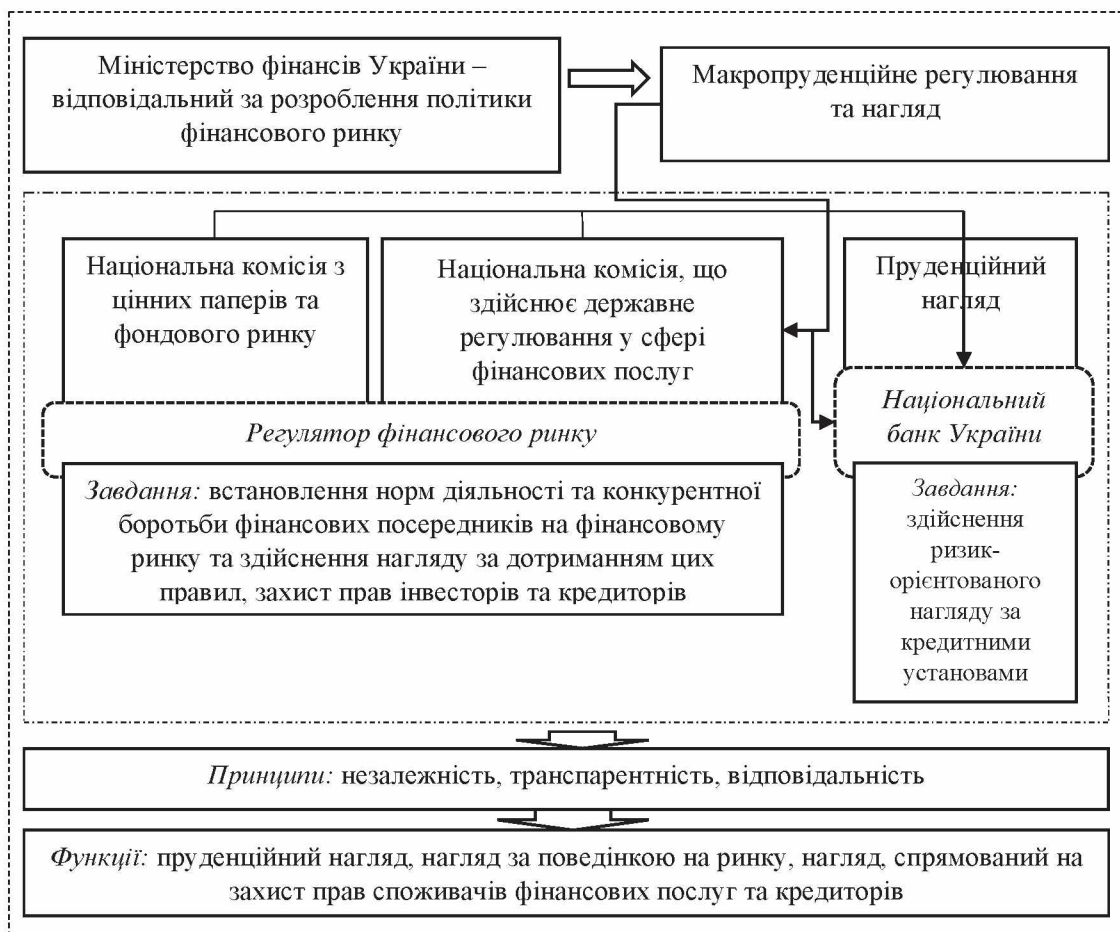 Міністерство фінансів України –
відповідальний за розроблення політики
фінансового ринку
Макропруденційне регулювання
та нагляд
Національна комісія з
цінних паперів та
фондового ринку
Національна комісія, що
здійснює державне
регулювання у сфері
фінансових послуг
Пруденційний
нагляд
Регулятор фінансового ринку
Національний
банк України
Завдання: встановлення норм діяльності та конкурентної
боротьби фінансових посередників на фінансовому
ринку та здійснення нагляду за дотриманням цих
правил, захист прав інвесторів та кредиторів
Завдання:
здійснення
ризик-
орієнтованого
нагляду за
кредитними
установами
Принципи: незалежність, транспарентність, відповідальність
Функції: пруденційний нагляд, нагляд за поведінкою на ринку, нагляд, спрямований на
захист прав споживачів фінансових послуг та кредиторів